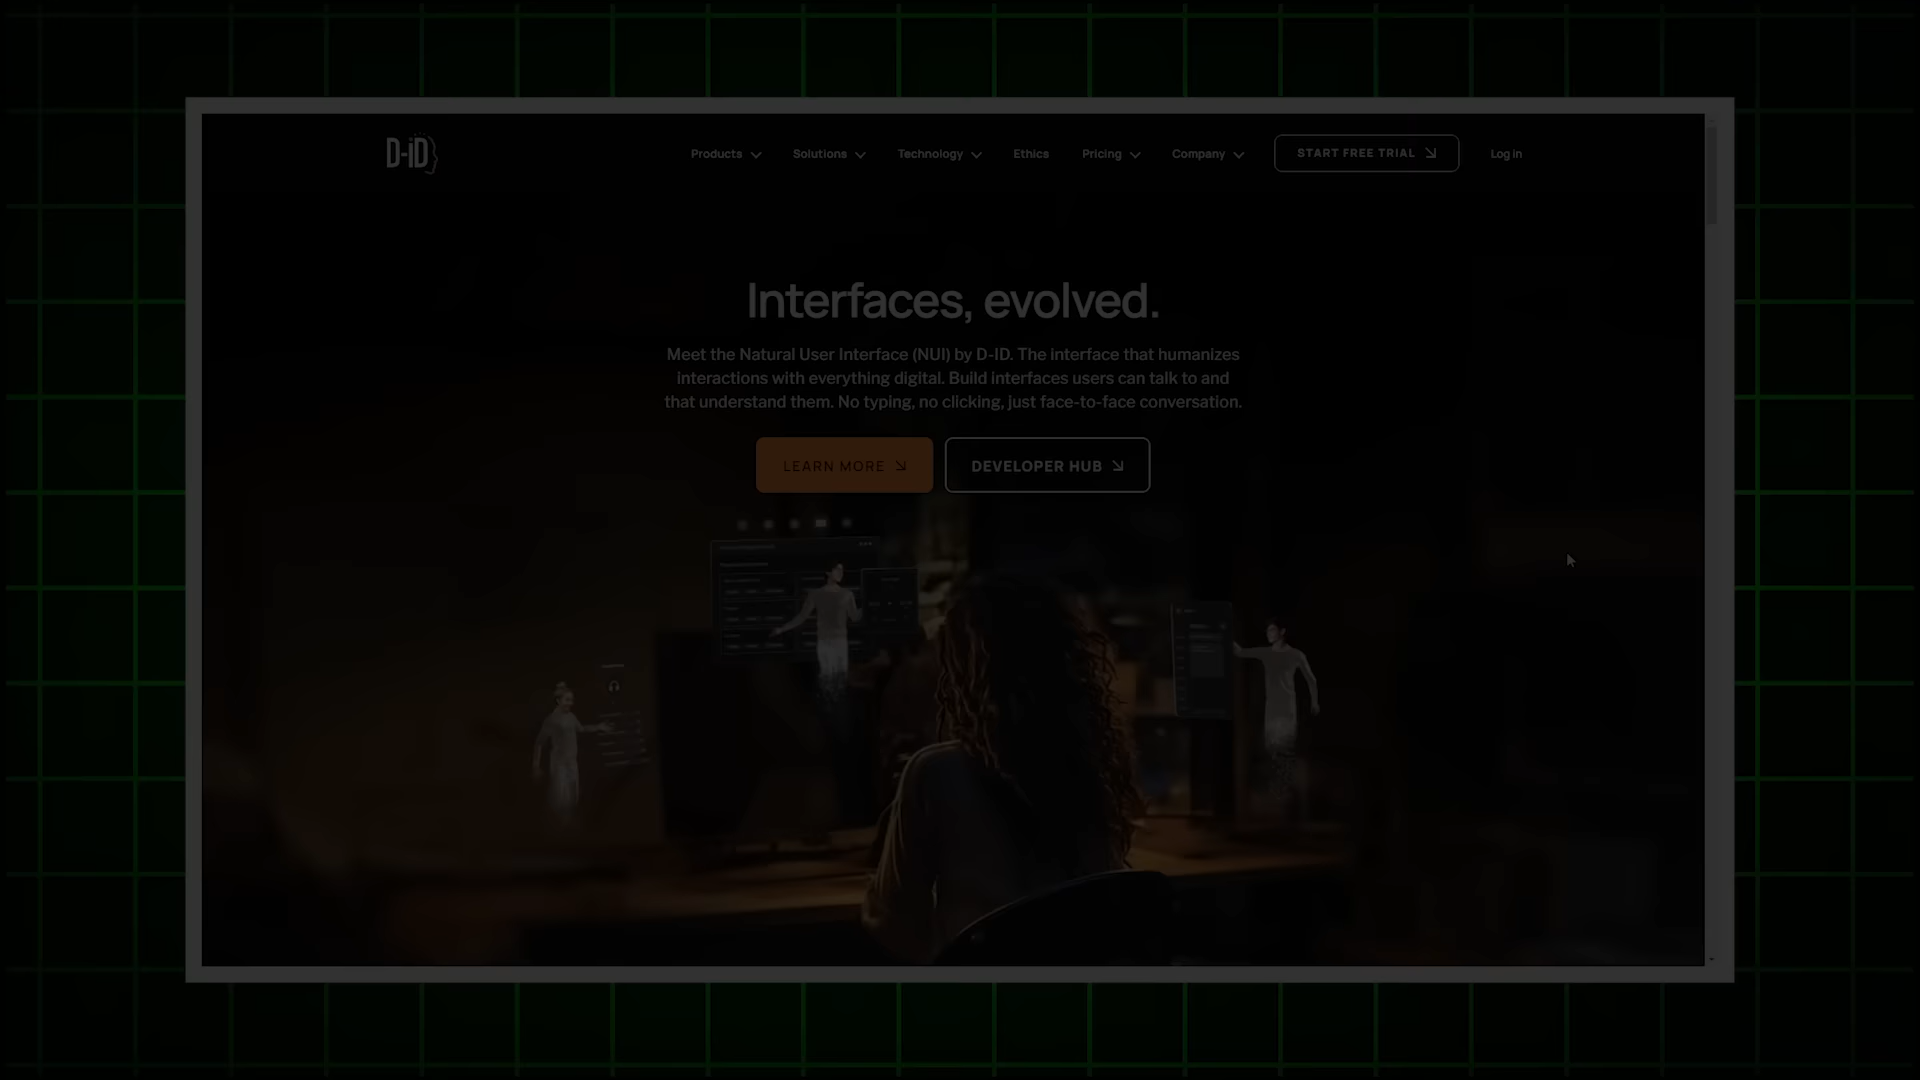 D-iD
Products
Solutions
Technology
Ethics
Pricing
Company
START FREE TRIAL
Log in
Interfaces, evolved.
Meet the Natural User Interface (NUI) by D-ID. The interface that humanizes
interactions with everything digital. Build interfaces users can talk to and
that understand them. No typing, no clicking, just face-to-face conversation.
LEARN MORE
DEVELOPER HUB